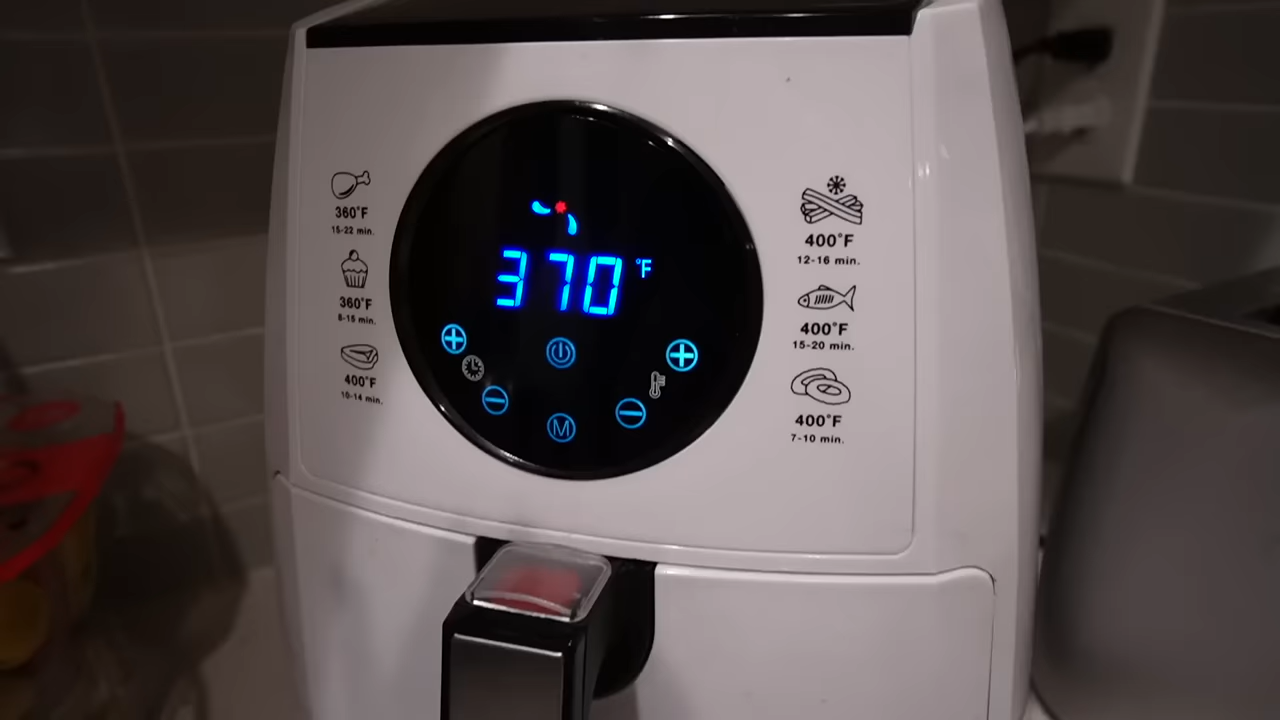 360°F
15-22 min.
360°F
8-15 min.
400°F
10-14 min.
370°F
M
400°F
12-16 min.
400°F
15-20 min.
400°F
7-10 min.